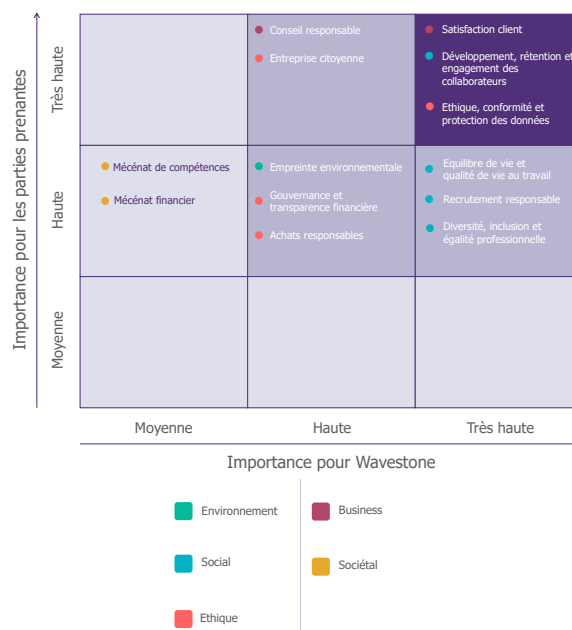 Importance pour les parties prenantes
Très haute
Haute
Moyenne
Conseil responsable
Entreprise citoyenne
Satisfaction client
Développement, rétention et
engagement des
collaborateurs
Ethique, conformité et
protection des données
Mécénat de compétences
Mécénat financier
Empreinte environnementale
Gouvernance et
transparence financière
Achats responsables
Equilibre de vie et
qualité de vie au travail
Recrutement responsable
Diversité, inclusion et
égalité professionnelle
Moyenne
Haute
Très haute
Importance pour Wavestone
Environnement
Business
Social
Sociétal
Ethique